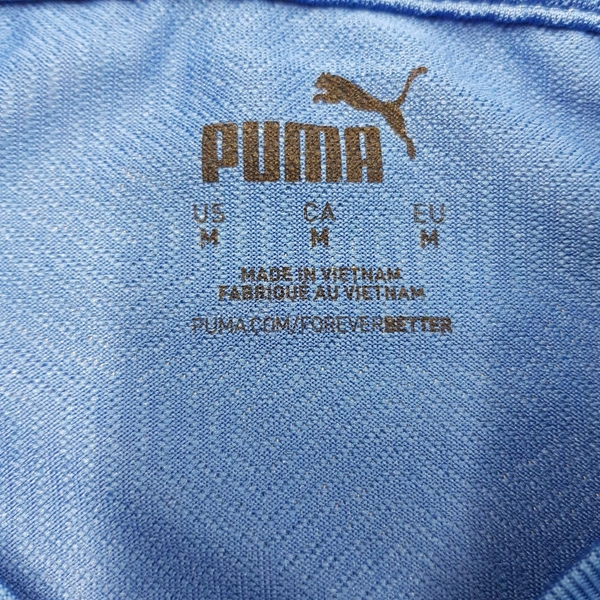 PUMA
US CA EU
M M M
MADE IN VIETNAM
FABRIQUÉ AU VIETNAM
PUMA.COM/FOREVERBETTER